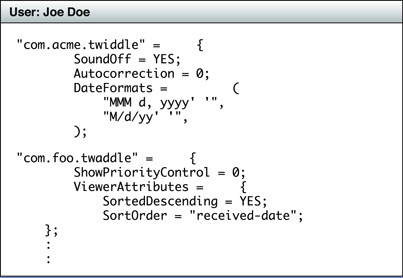 User: Joe Doe
"com.acme.twiddle" = {
SoundOff = YES;
Autocorrection = 0;
DateFormats = (
"MMM d, yyyy' '",
"M/d/yy' '",
);
"com.foo.twaddle" = {
ShowPriorityControl = 0;
ViewerAttributes = {
SortedDescending = YES;
SortOrder = "received-date";
};
:
: